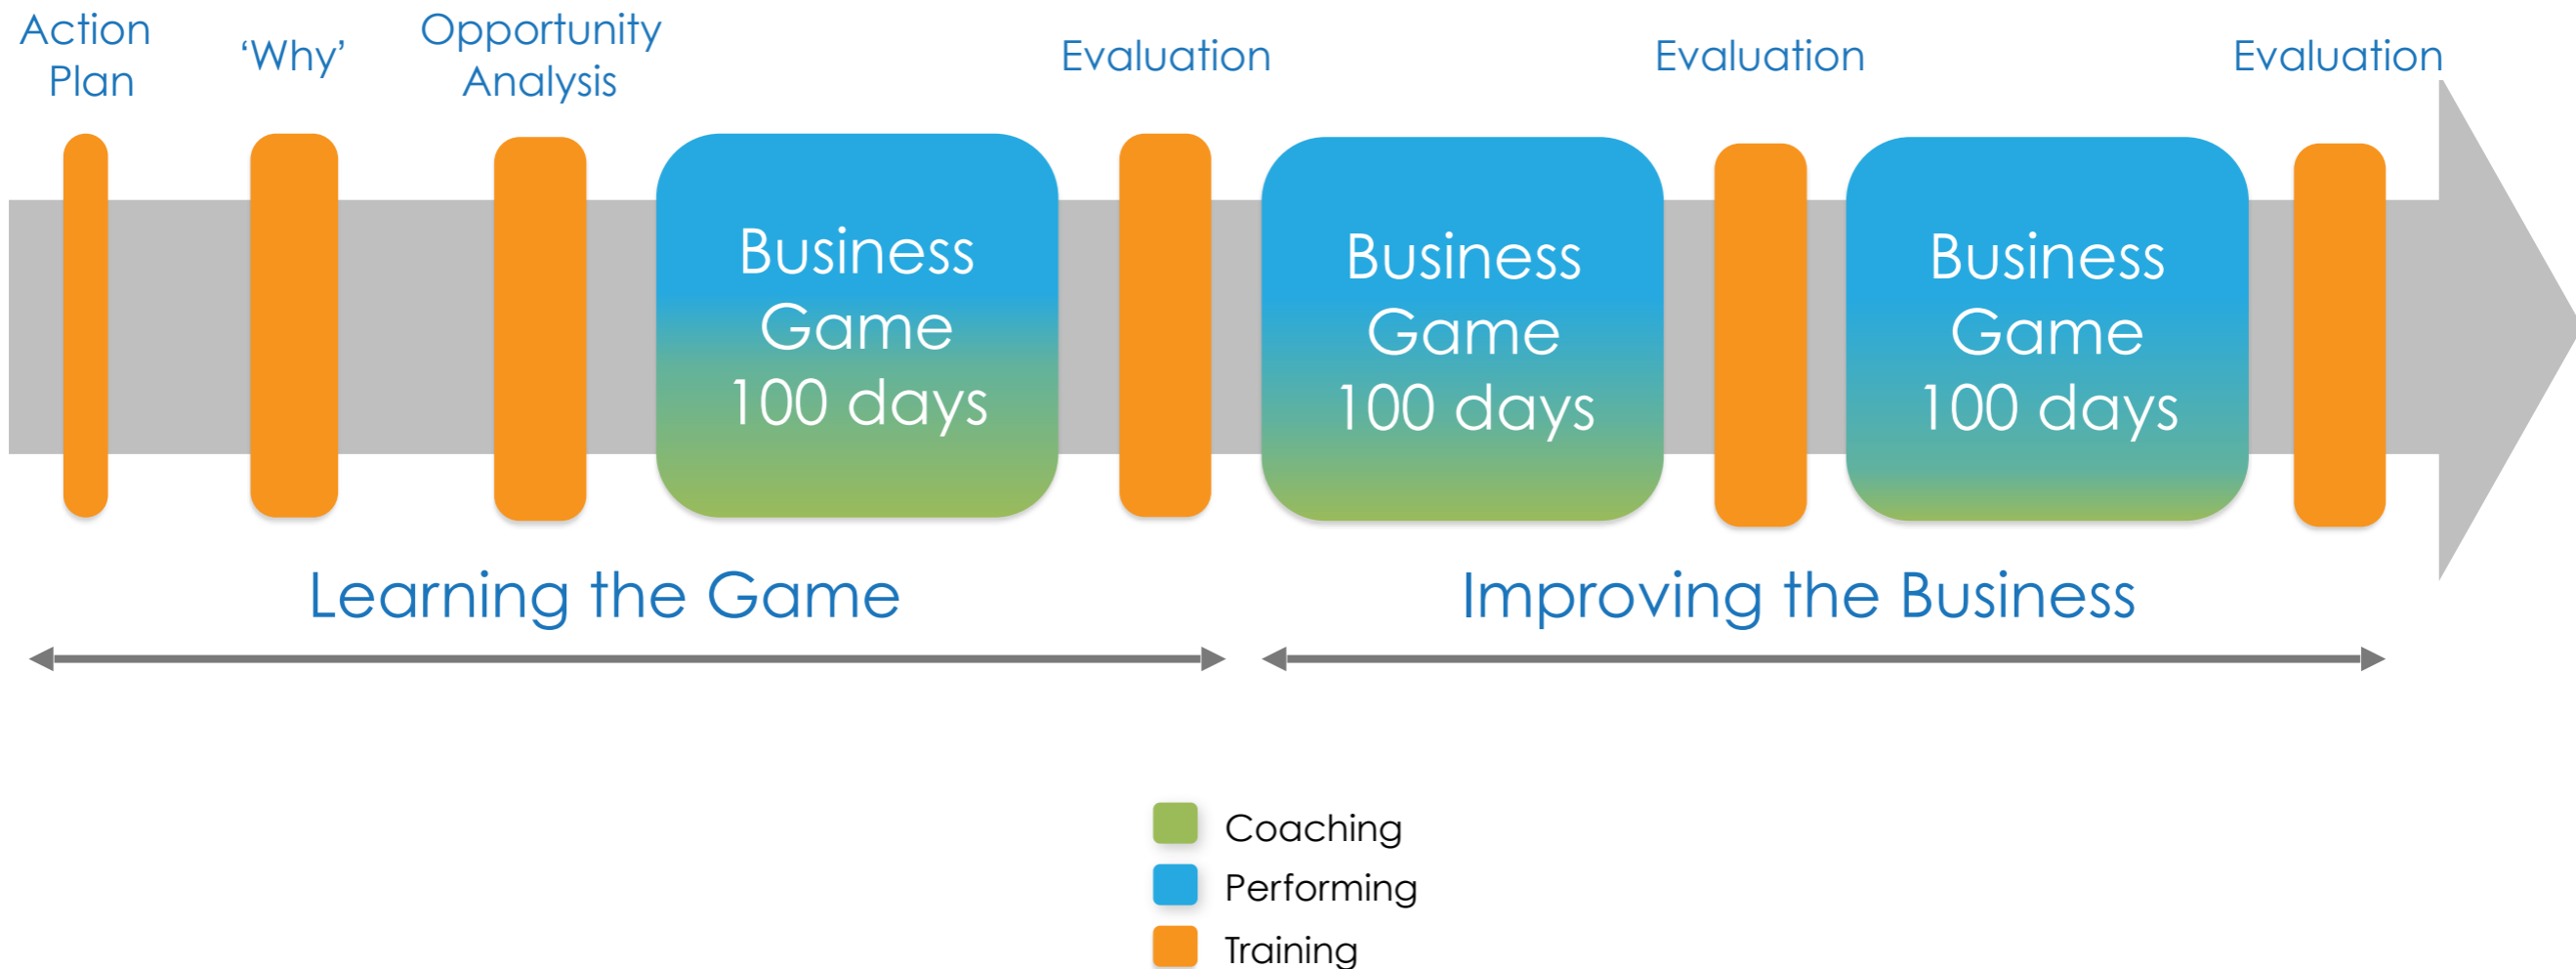 Action
Plan
‘Why’
Opportunity
Analysis
Evaluation
Evaluation
Evaluation
Business
Game
100 days
Business
Game
100 days
Business
Game
100 days
Learning the Game
Improving the Business
Coaching
Performing
Training